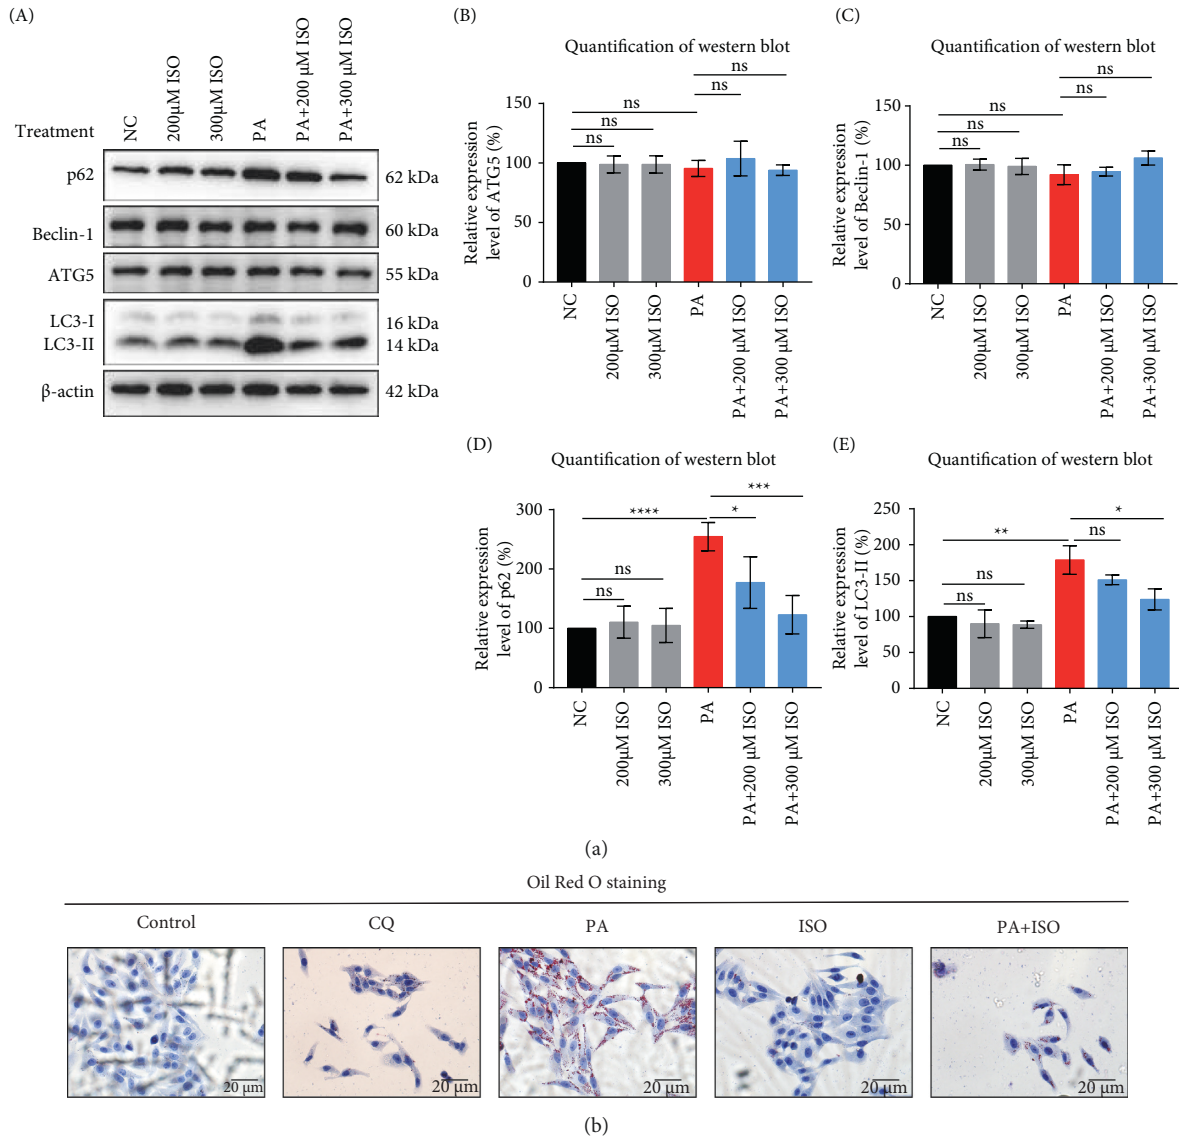 (A)
Treatment
NC
200μM ISO
300μM ISO
PA
PA+200 μM ISO
PA+300 μM ISO
p62
62 kDa
Beclin-1
60 kDa
ATG5
55 kDa
LC3-I
16 kDa
LC3-II
14 kDa
β-actin
42 kDa
(B)
Quantification of western blot
Relative expression
level of ATG5 (%)
150
100
50
0
ns
ns
ns
ns
ns
NC
200μM ISO
300μM ISO
PA
PA+200 μM ISO
PA+300 μM ISO
(C)
Quantification of western blot
Relative expression
level of Beclin-1 (%)
150
100
50
0
ns
ns
ns
ns
ns
NC
200μM ISO
300μM ISO
PA
PA+200 μM ISO
PA+300 μM ISO
(D)
Quantification of western blot
Relative expression
level of p62 (%)
300
200
100
0
***
****
*
ns
ns
NC
200μM ISO
300μM ISO
PA
PA+200 μM ISO
PA+300 μM ISO
(E)
Quantification of western blot
Relative expression
level of LC3-II (%)
250
200
150
100
50
0
*
**
ns
ns
ns
NC
200μM ISO
300μM ISO
PA
PA+200 μM ISO
PA+300 μM ISO
(a)
Oil Red O staining
Control
CQ
PA
ISO
PA+ISO
20 μm
20 μm
20 μm
20 μm
20 μm
(b)